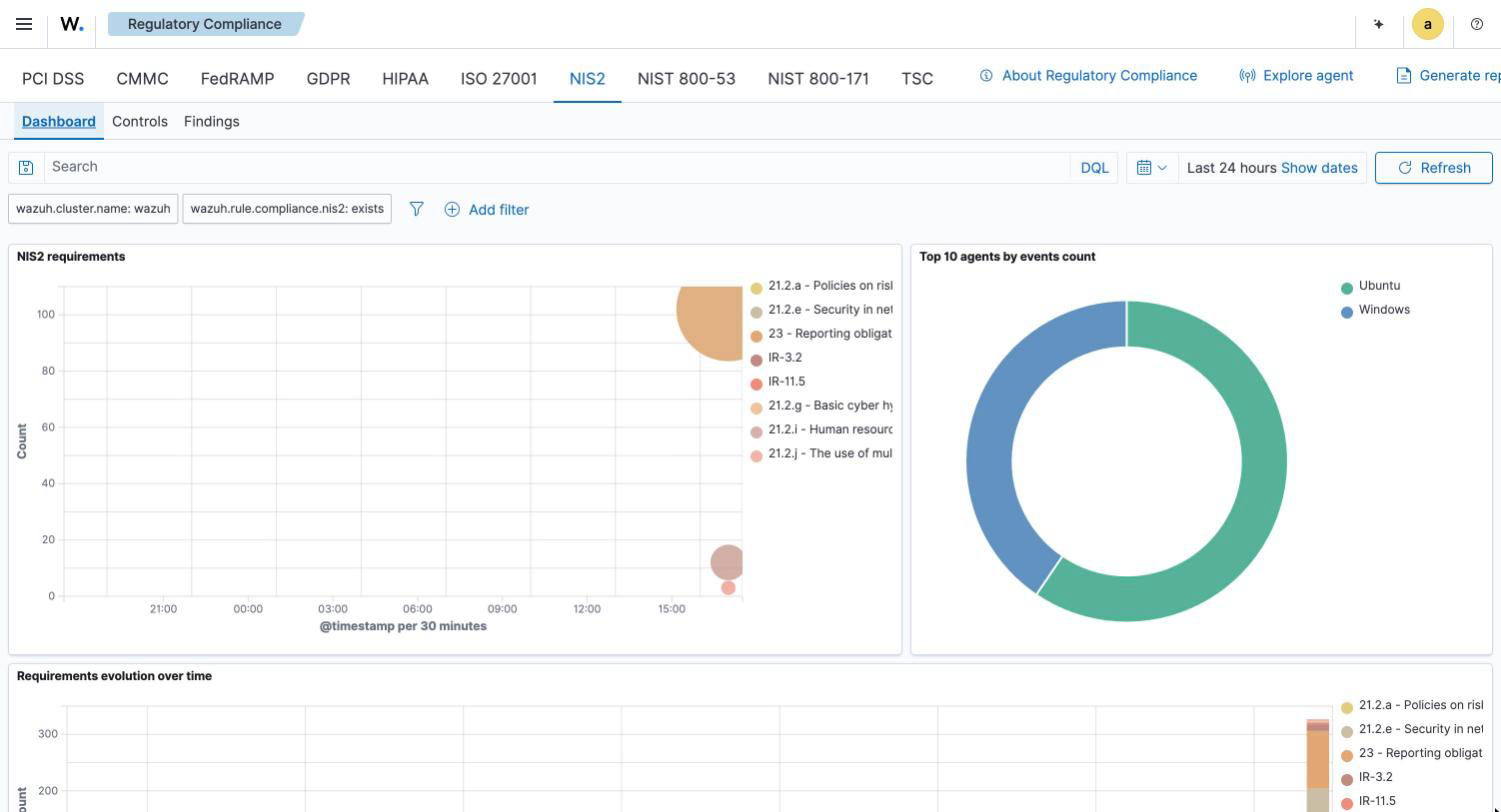 W. Regulatory Compliance a
PCI DSS CMMC FedRAMP GDPR HIPAA ISO 27001 NIS2 NIST 800-53 NIST 800-171 TSC About Regulatory Compliance Explore agent Generate rep
Dashboard Controls Findings
Search DQL Last 24 hours Show dates Refresh
wazuh.cluster.name: wazuh wazuh.rule.compliance.nis2: exists Add filter
NIS2 requirements
100
80
60
40
20
0
Count
21:00 00:00 03:00 06:00 09:00 12:00 15:00
@timestamp per 30 minutes
21.2.a - Policies on risl
21.2.e - Security in net
23 - Reporting obligat
IR-3.2
IR-11.5
21.2.g - Basic cyber hy
21.2.i - Human resourc
21.2.j - The use of mul
Top 10 agents by events count
Ubuntu
Windows
Requirements evolution over time
300
200
ount
21.2.a - Policies on risl
21.2.e - Security in net
23 - Reporting obligat
IR-3.2
IR-11.5